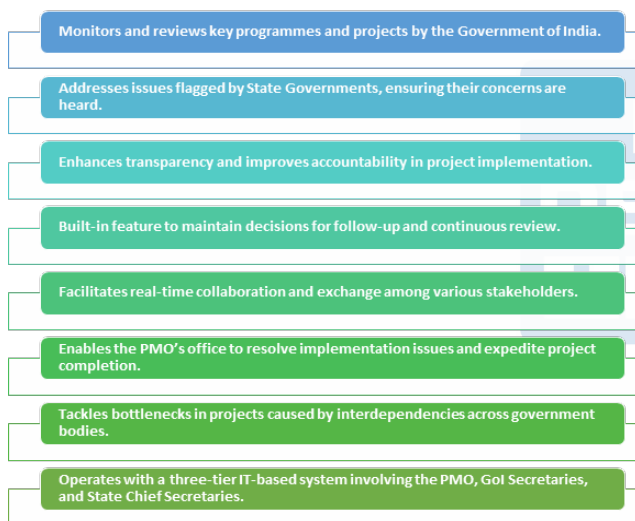 Monitors and reviews key programmes and projects by the Government of India.
Addresses issues flagged by State Governments, ensuring their concerns are
heard.
Enhances transparency and improves accountability in project implementation.
Built-in feature to maintain decisions for follow-up and continuous review.
Facilitates real-time collaboration and exchange among various stakeholders.
Enables the PMO’s office to resolve implementation issues and expedite project
completion.
Tackles bottlenecks in projects caused by interdependencies across government
bodies.
Operates with a three-tier IT-based system involving the PMO, GoI Secretaries,
and State Chief Secretaries.